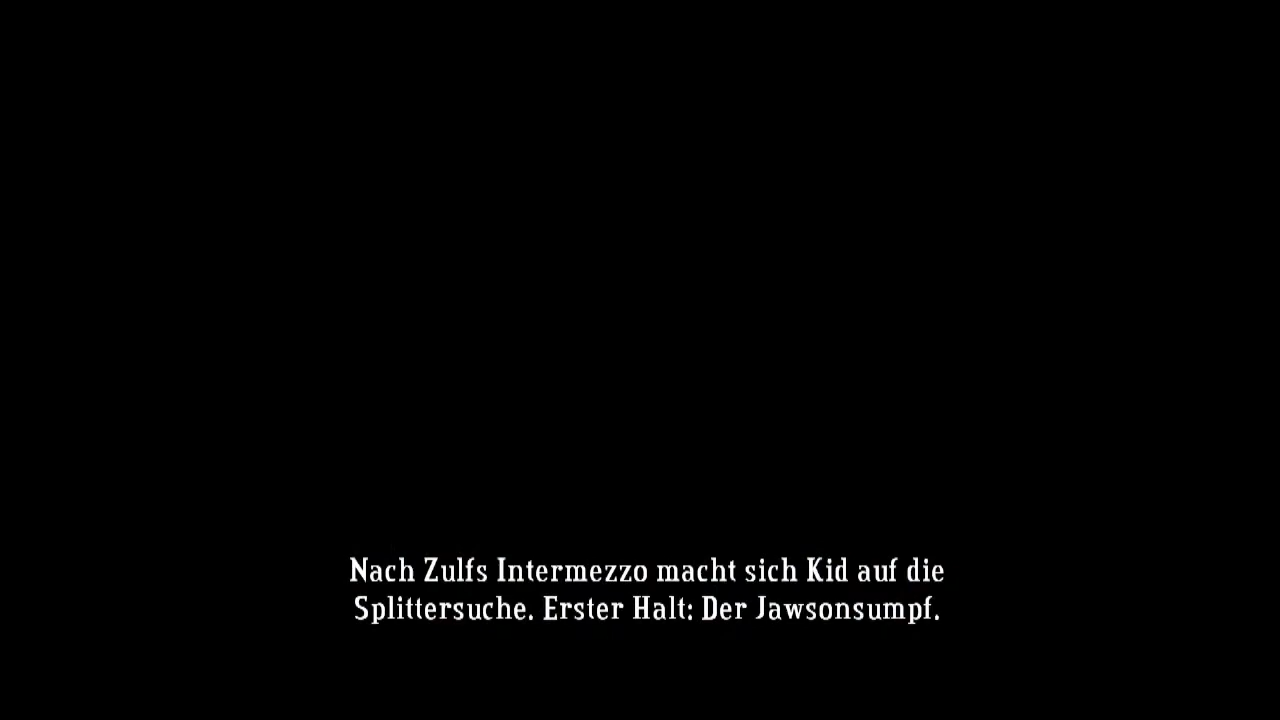 Nach Zulfs Intermezzo macht sich Kid auf die
Splittersuche. Erster Halt: Der Jawsonsumpf.